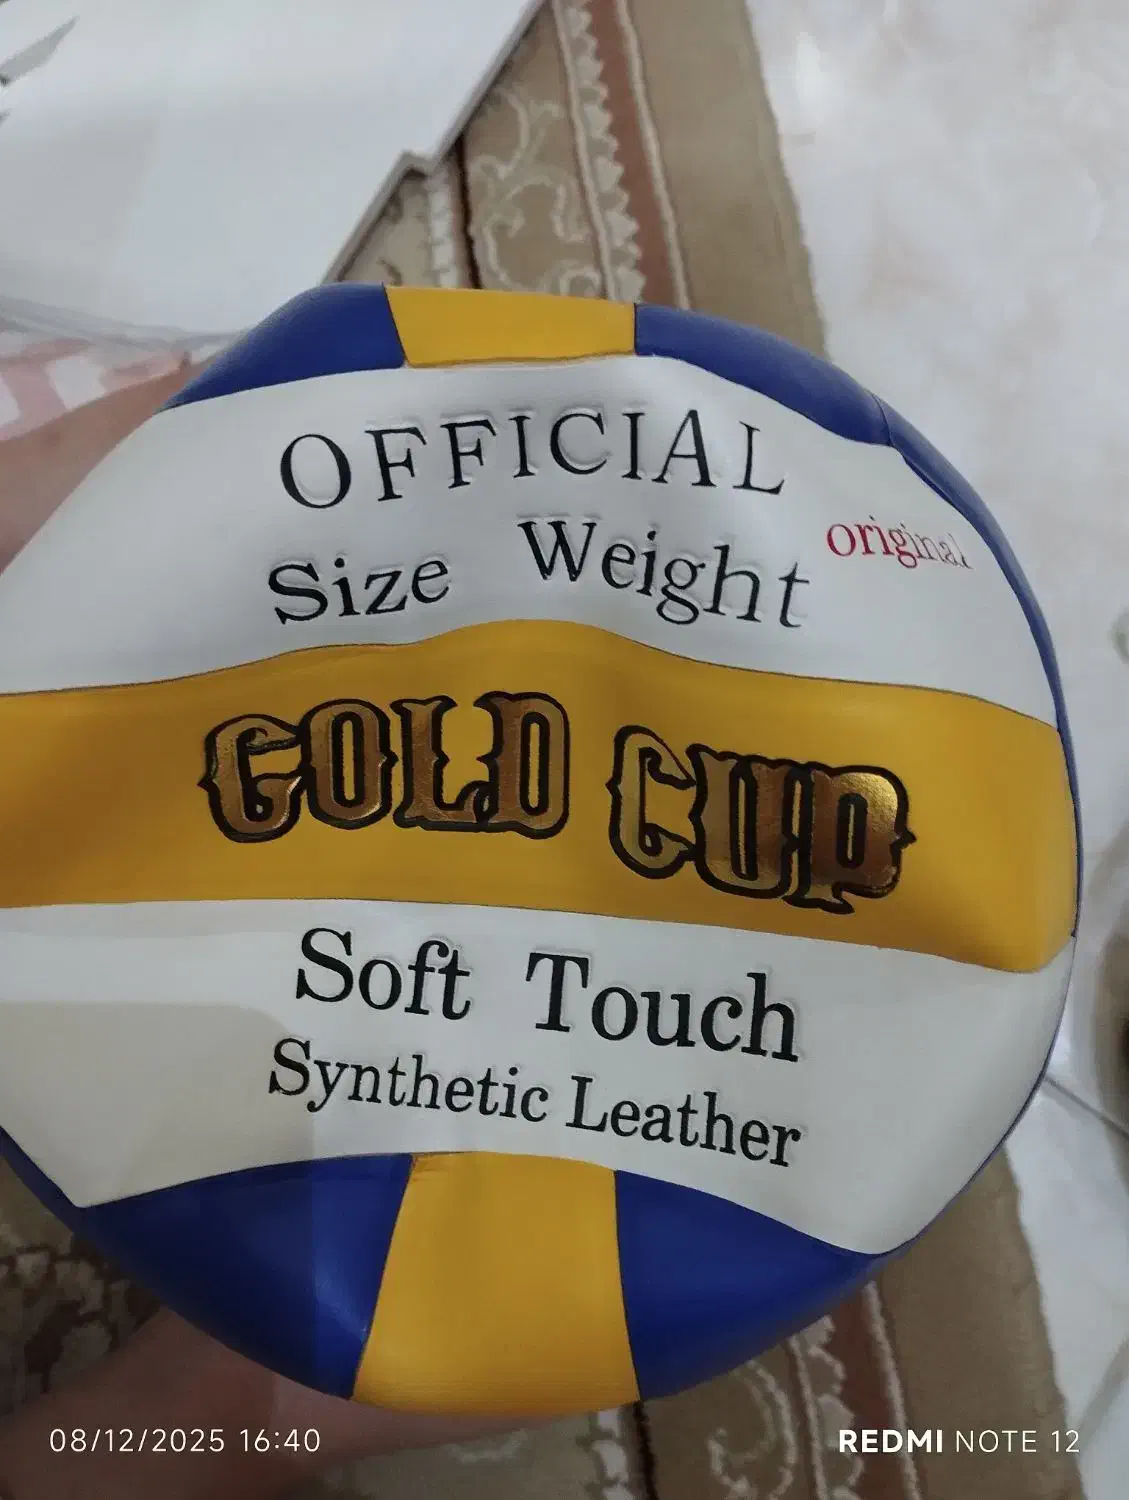 OFFICIAL
Size Weight
original
GOLD CUP
Soft Touch
Synthetic Leather
08/12/2025 16:40
REDMI NOTE 12